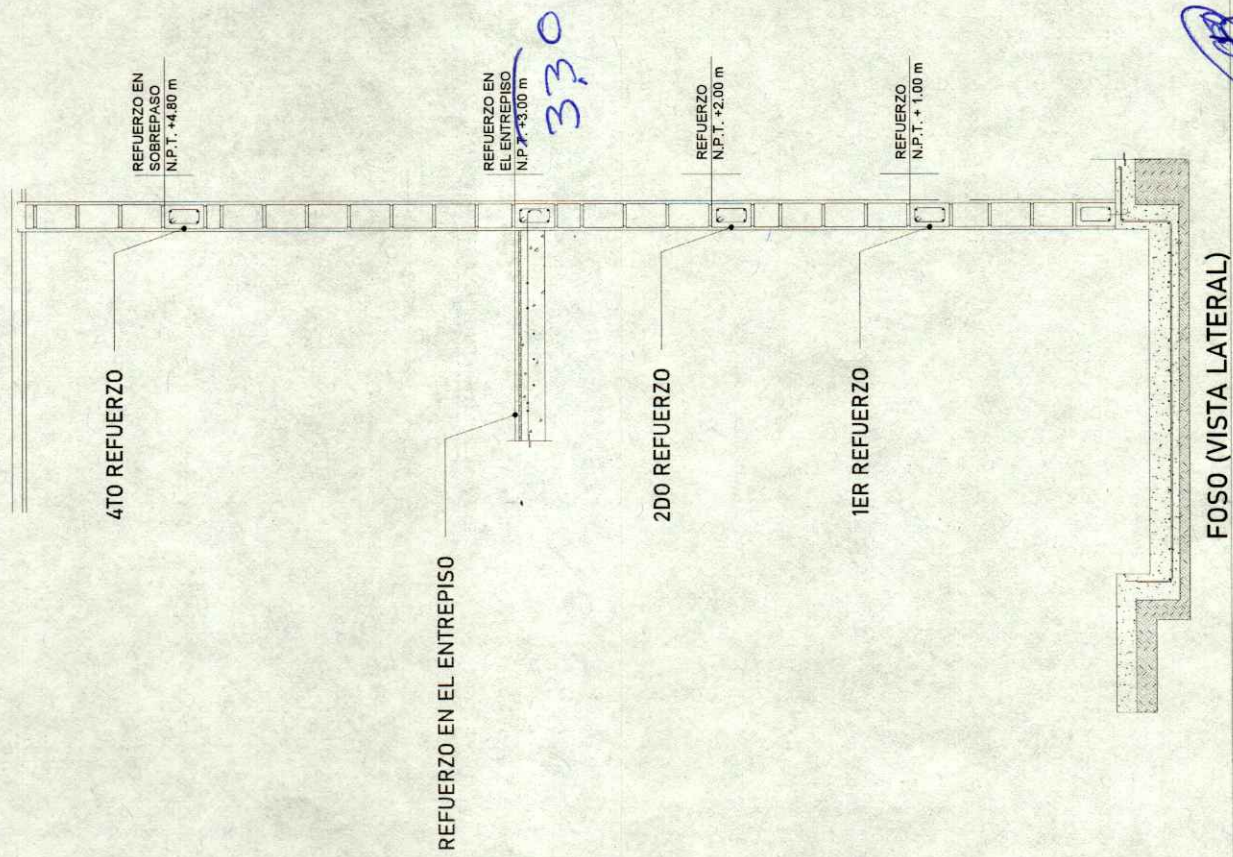 REFUERZO EN
SOBREPASO
N.P.T. +4.80 m
4TO REFUERZO
REFUERZO EN
EL ENTREPISO
N.P.T. +3.00 m
3,30
REFUERZO EN EL ENTREPISO
REFUERZO
N.P.T. +2.00 m
2DO REFUERZO
REFUERZO
N.P.T. + 1.00 m
1ER REFUERZO
FOSO (VISTA LATERAL)